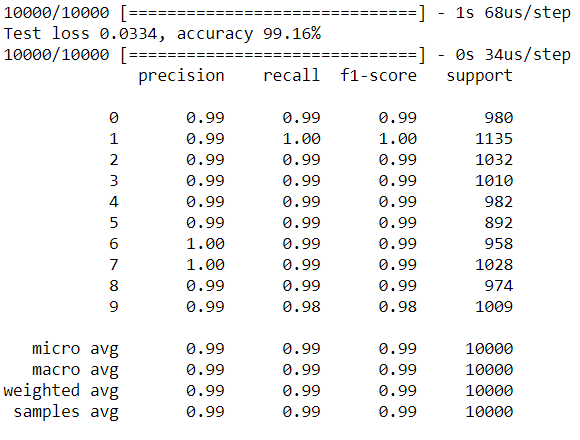 10000/10000 [==============================] - 1s 68us/step
Test loss 0.0334, accuracy 99.16%
10000/10000 [==============================] - 0s 34us/step
              precision    recall  f1-score   support

           0       0.99      0.99      0.99       980
           1       0.99      1.00      1.00      1135
           2       0.99      0.99      0.99      1032
           3       0.99      0.99      0.99      1010
           4       0.99      0.99      0.99       982
           5       0.99      0.99      0.99       892
           6       1.00      0.99      0.99       958
           7       1.00      0.99      0.99      1028
           8       0.99      0.99      0.99       974
           9       0.99      0.98      0.98      1009

   micro avg       0.99      0.99      0.99     10000
   macro avg       0.99      0.99      0.99     10000
weighted avg       0.99      0.99      0.99     10000
 samples avg       0.99      0.99      0.99     10000